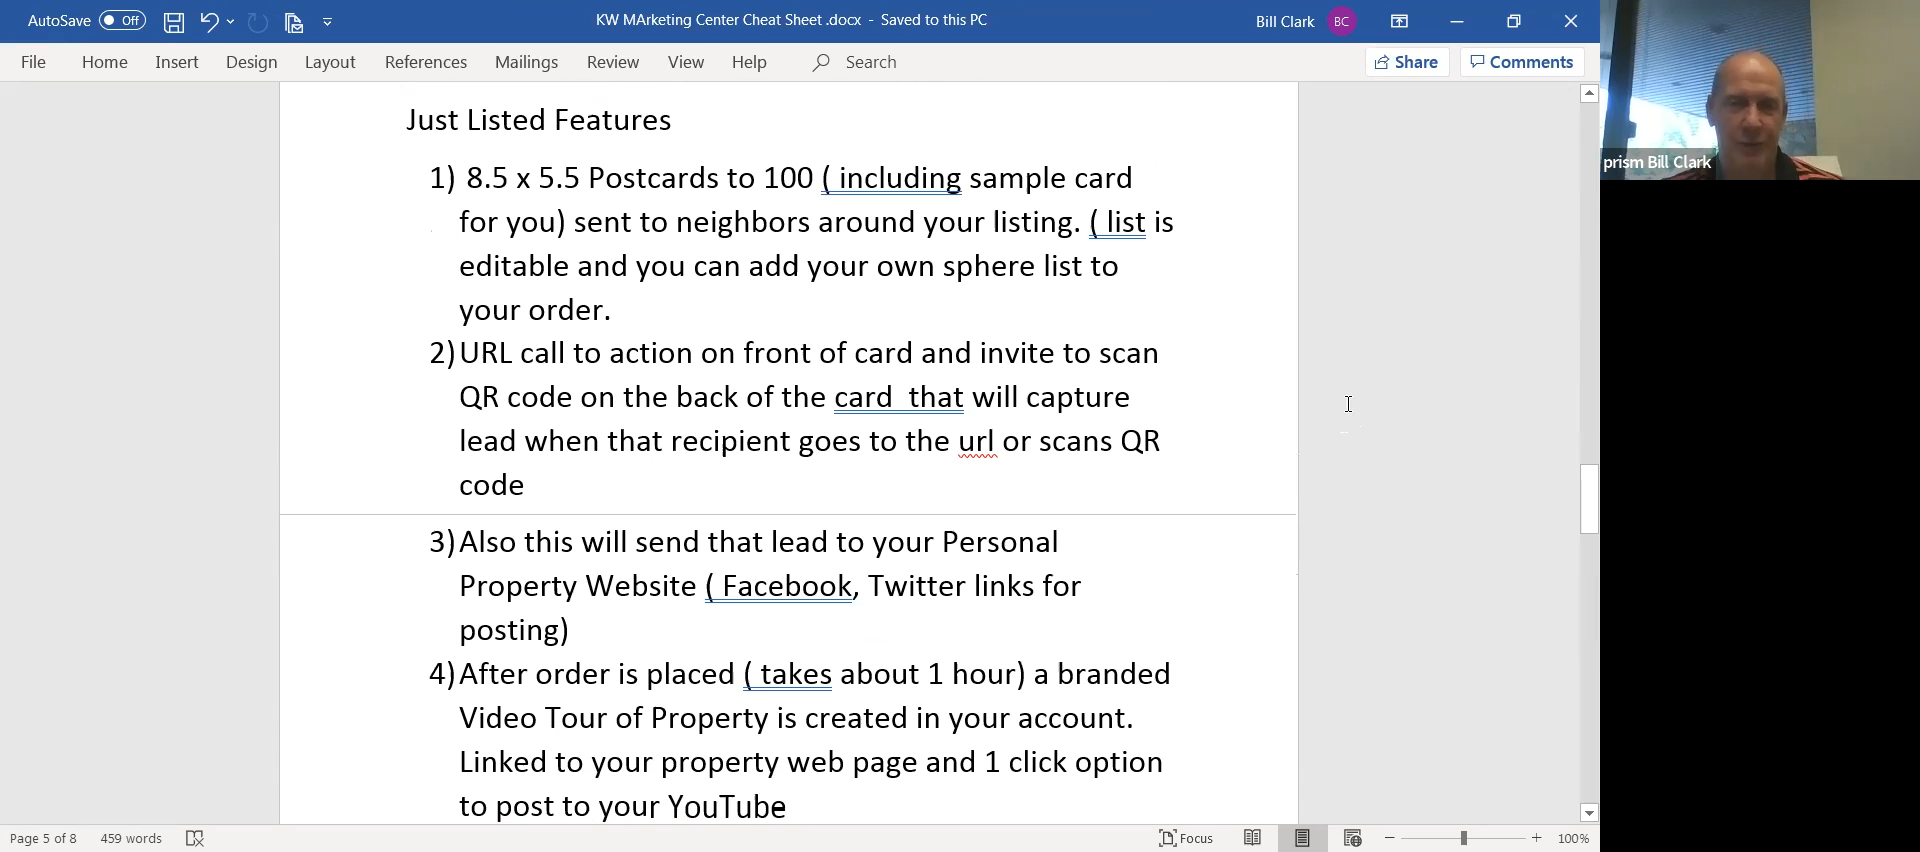 AutoSave Off KW MArketing Center Cheat Sheet .docx - Saved to this PC Bill Clark BC
File Home Insert Design Layout References Mailings Review View Help Search Share Comments
prism Bill Clark
Just Listed Features
1) 8.5 x 5.5 Postcards to 100 ( including sample card
for you) sent to neighbors around your listing. ( list is
editable and you can add your own sphere list to
your order.
2) URL call to action on front of card and invite to scan
QR code on the back of the card  that will capture
lead when that recipient goes to the url or scans QR
code
3) Also this will send that lead to your Personal
Property Website ( Facebook, Twitter links for
posting)
4) After order is placed ( takes about 1 hour) a branded
Video Tour of Property is created in your account.
Linked to your property web page and 1 click option
to post to your YouTube
Page 5 of 8 459 words Focus 100%